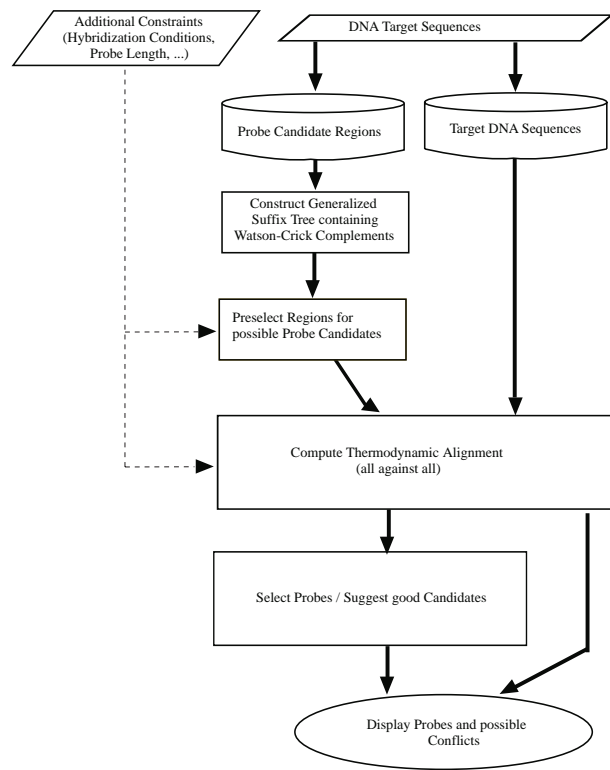 Additional Constraints
(Hybridization Conditions,
Probe Length, ...)
DNA Target Sequences
Probe Candidate Regions
Target DNA Sequences
Construct Generalized
Suffix Tree containing
Watson-Crick Complements
Preselect Regions for
possible Probe Candidates
Compute Thermodynamic Alignment
(all against all)
Select Probes / Suggest good Candidates
Display Probes and possible
Conflicts